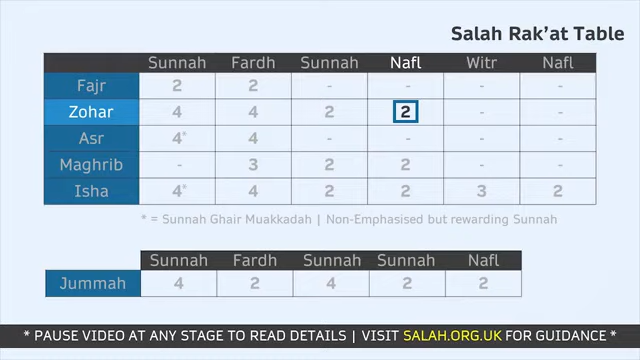 Salah Rak'at Table
Sunnah Fardh Sunnah Nafl Witr Nafl
Fajr 2 2 - - - -
Zohar 4 4 2 2 - -
Asr 4* 4 - - - -
Maghrib - 3 2 2 - -
Isha 4* 4 2 2 3 2
* = Sunnah Ghair Muakkadah | Non-Emphasised but rewarding Sunnah
Sunnah Fardh Sunnah Sunnah Nafl
Jummah 4 2 4 2 2
* PAUSE VIDEO AT ANY STAGE TO READ DETAILS | VISIT SALAH.ORG.UK FOR GUIDANCE *